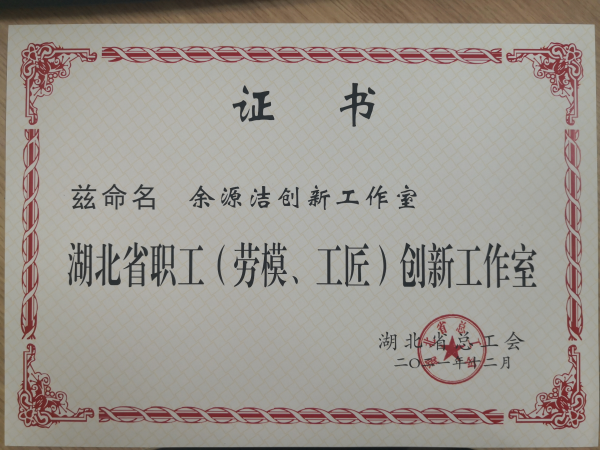 证 书
兹命名 余源洁创新工作室
湖北省职工（劳模、工匠）创新工作室
湖北省总工会
二〇二一年十二月